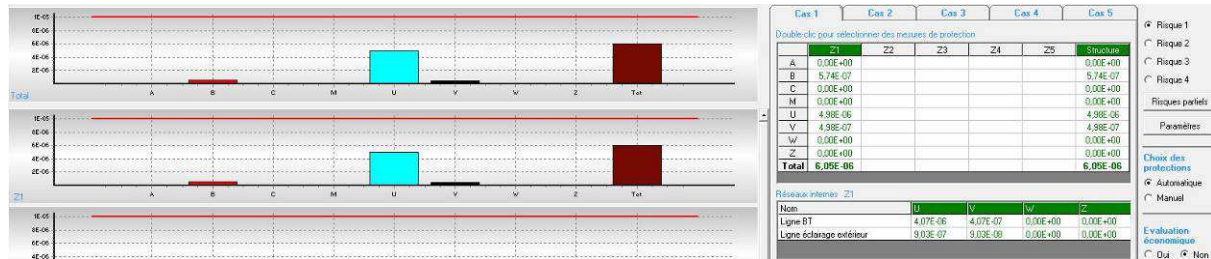 1E-05
8E-06
6E-06
4E-06
2E-06
Total
A B C M U V W Z Tot
1E-05
8E-06
6E-06
4E-06
2E-06
Z1
A B C M U V W Z Tot
1E-05
8E-06
6E-06
4E-06
Cas 1 Cas 2 Cas 3 Cas 4 Cas 5
Double-clic pour sélectionner des mesures de protection
Z1 Z2 Z3 Z4 Z5 Structure
A 0,00E+00 0,00E+00
B 5,74E-07 5,74E-07
C 0,00E+00 0,00E+00
M 0,00E+00 0,00E+00
U 4,98E-06 4,98E-06
V 4,98E-07 4,98E-07
W 0,00E+00 0,00E+00
Z 0,00E+00 0,00E+00
Total 6,05E-06 6,05E-06
Réseaux internes Z1
Nom U V W Z
Ligne BT 4,07E-06 4,07E-07 0,00E+00 0,00E+00
Ligne éclarage extérieur 9,03E-07 9,03E-08 0,00E+00 0,00E+00
Risque 1
Risque 2
Risque 3
Risque 4
Risques partiels
Paramètres
Choix des
protections
Automatique
Manuel
Evaluation
économique
Oui Non